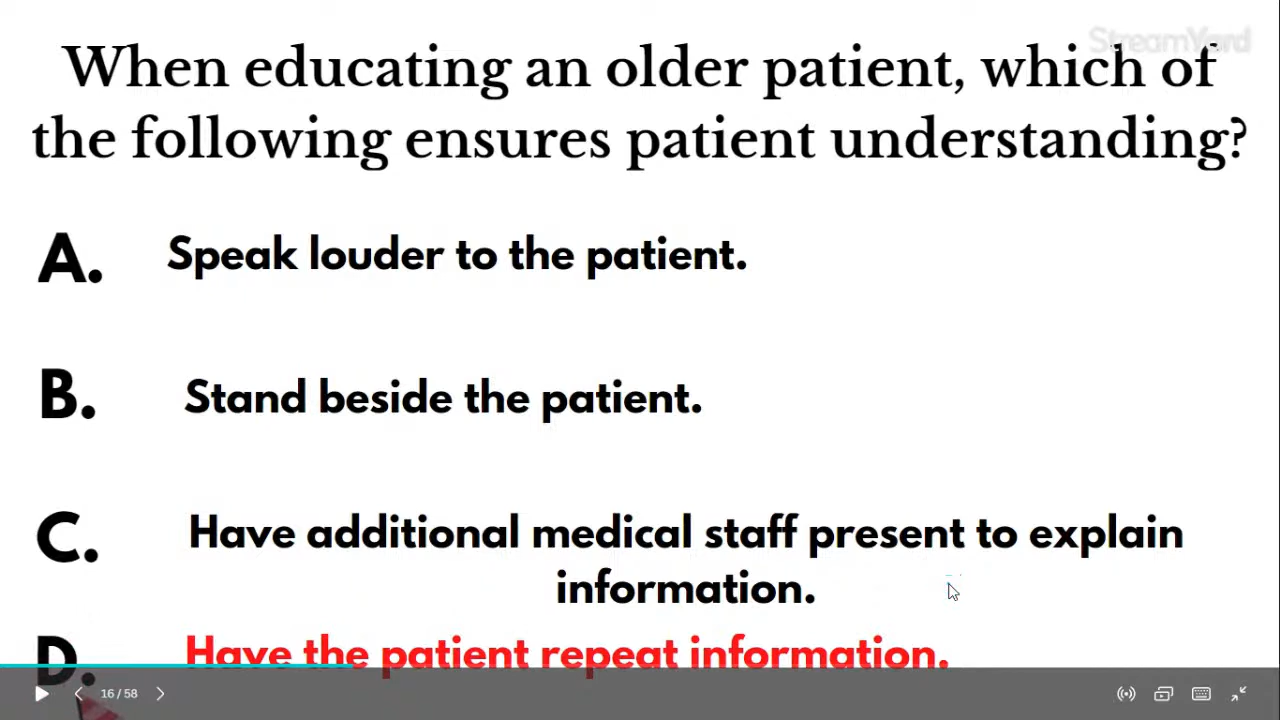 StreamYard
When educating an older patient, which of
the following ensures patient understanding?
A. Speak louder to the patient.
B. Stand beside the patient.
C. Have additional medical staff present to explain
information.
D. Have the patient repeat information.
16 / 58